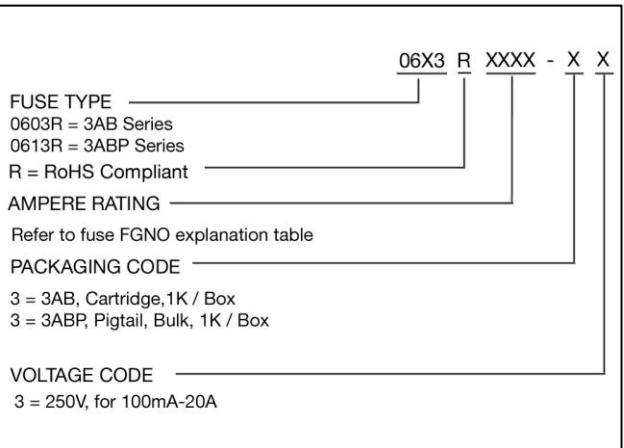 06X3 R XXXX - X X
FUSE TYPE
0603R = 3AB Series
0613R = 3ABP Series
R = RoHS Compliant
AMPERE RATING
Refer to fuse FGNO explanation table
PACKAGING CODE
3 = 3AB, Cartridge,1K / Box
3 = 3ABP, Pigtail, Bulk, 1K / Box
VOLTAGE CODE
3 = 250V, for 100mA-20A